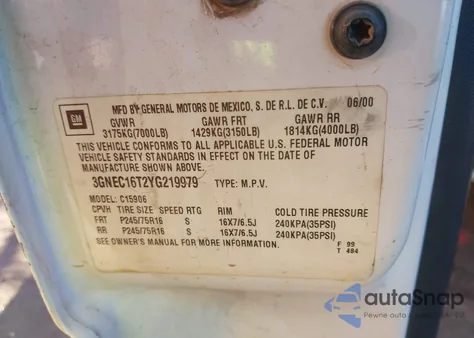 GM
MFD BY GENERAL MOTORS DE MEXICO, S. DE R.L. DE C.V. 06/00
GVWR GAWR FRT GAWR RR
3175KG(7000LB) 1429KG(3150LB) 1814KG(4000LB)
THIS VEHICLE CONFORMS TO ALL APPLICABLE U.S. FEDERAL MOTOR
VEHICLE SAFETY STANDARDS IN EFFECT ON THE DATE OF
MANUFACTURE SHOWN ABOVE.
3GNEC16T2YG219979 TYPE: M.P.V.
MODEL: C15906
CPVH TIRE SIZE SPEED RTG RIM COLD TIRE PRESSURE
FRT P245/75R16 S 16X7/6.5J 240KPA(35PSI)
RR P245/75R16 S 16X7/6.5J 240KPA(35PSI)
SEE OWNER'S MANUAL FOR MORE INFORMATION.
F 99
T 484
autoSnap
Pewne auto